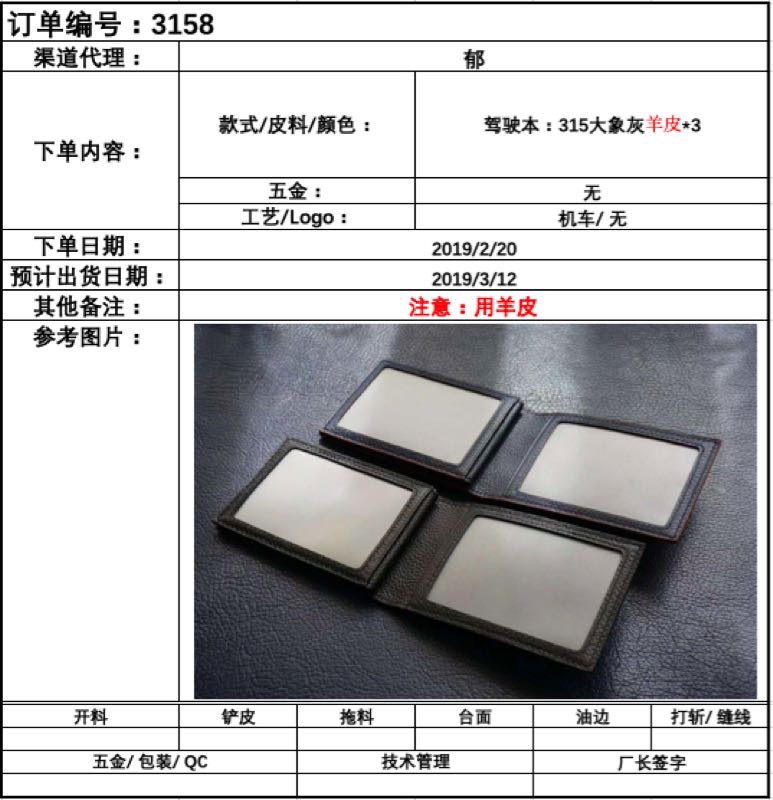 订单编号：3158
渠道代理： 郁
下单内容：
款式/皮料/颜色： 驾驶本：315大象灰羊皮*3
五金： 无
工艺/Logo： 机车/ 无
下单日期： 2019/2/20
预计出货日期： 2019/3/12
其他备注： 注意：用羊皮
参考图片：
开料 铲皮 拖料 台面 油边 打斩/ 缝线
五金/ 包装/ QC 技术管理 厂长签字